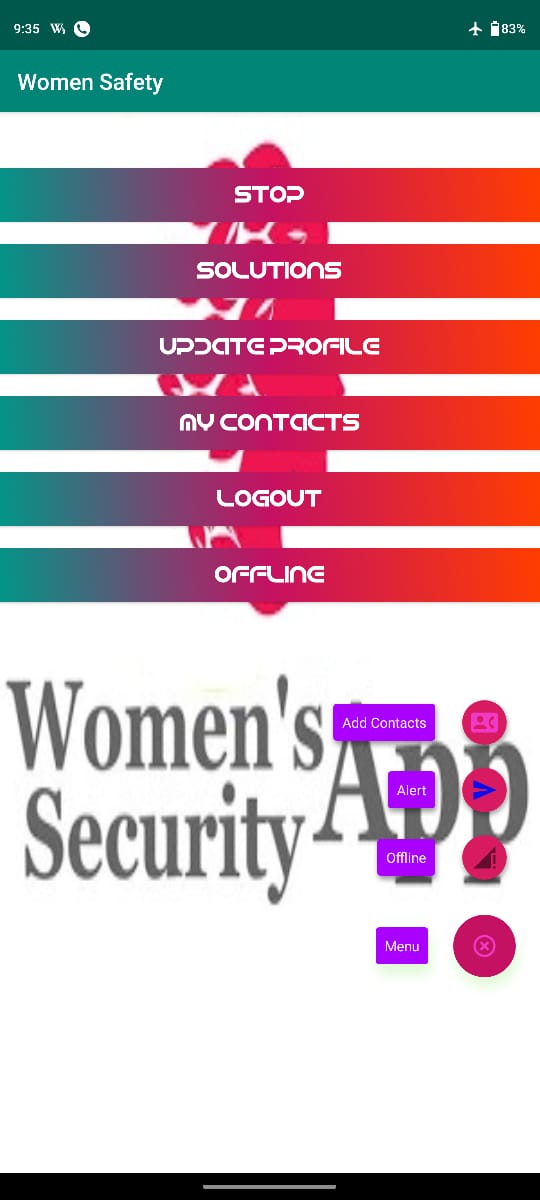 9:35
83%
Women Safety
STOP
SOLUTIONS
UPDATE PROFILE
MY CONTACTS
LOGOUT
OFFLINE
Women's
Security
App
Add Contacts
Alert
Offline
Menu